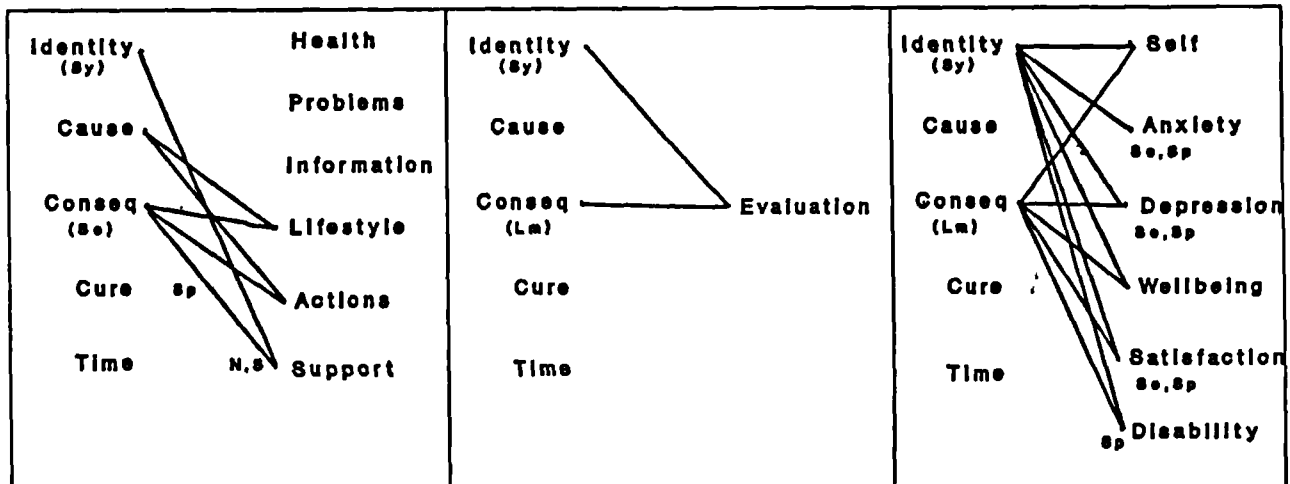 Identity
(Sy)
Cause
Conseq
(Se)
Cure
Time
Sp
N,S
Health
Problems
Information
Lifestyle
Actions
Support
Identity
(Sy)
Cause
Conseq
(Lm)
Cure
Time
Evaluation
Identity
(Sy)
Cause
Conseq
(Lm)
Cure
Time
Self
Anxiety
Se,Sp
Depression
Se,Sp
Wellbeing
Satisfaction
Se,Sp
Sp Disability